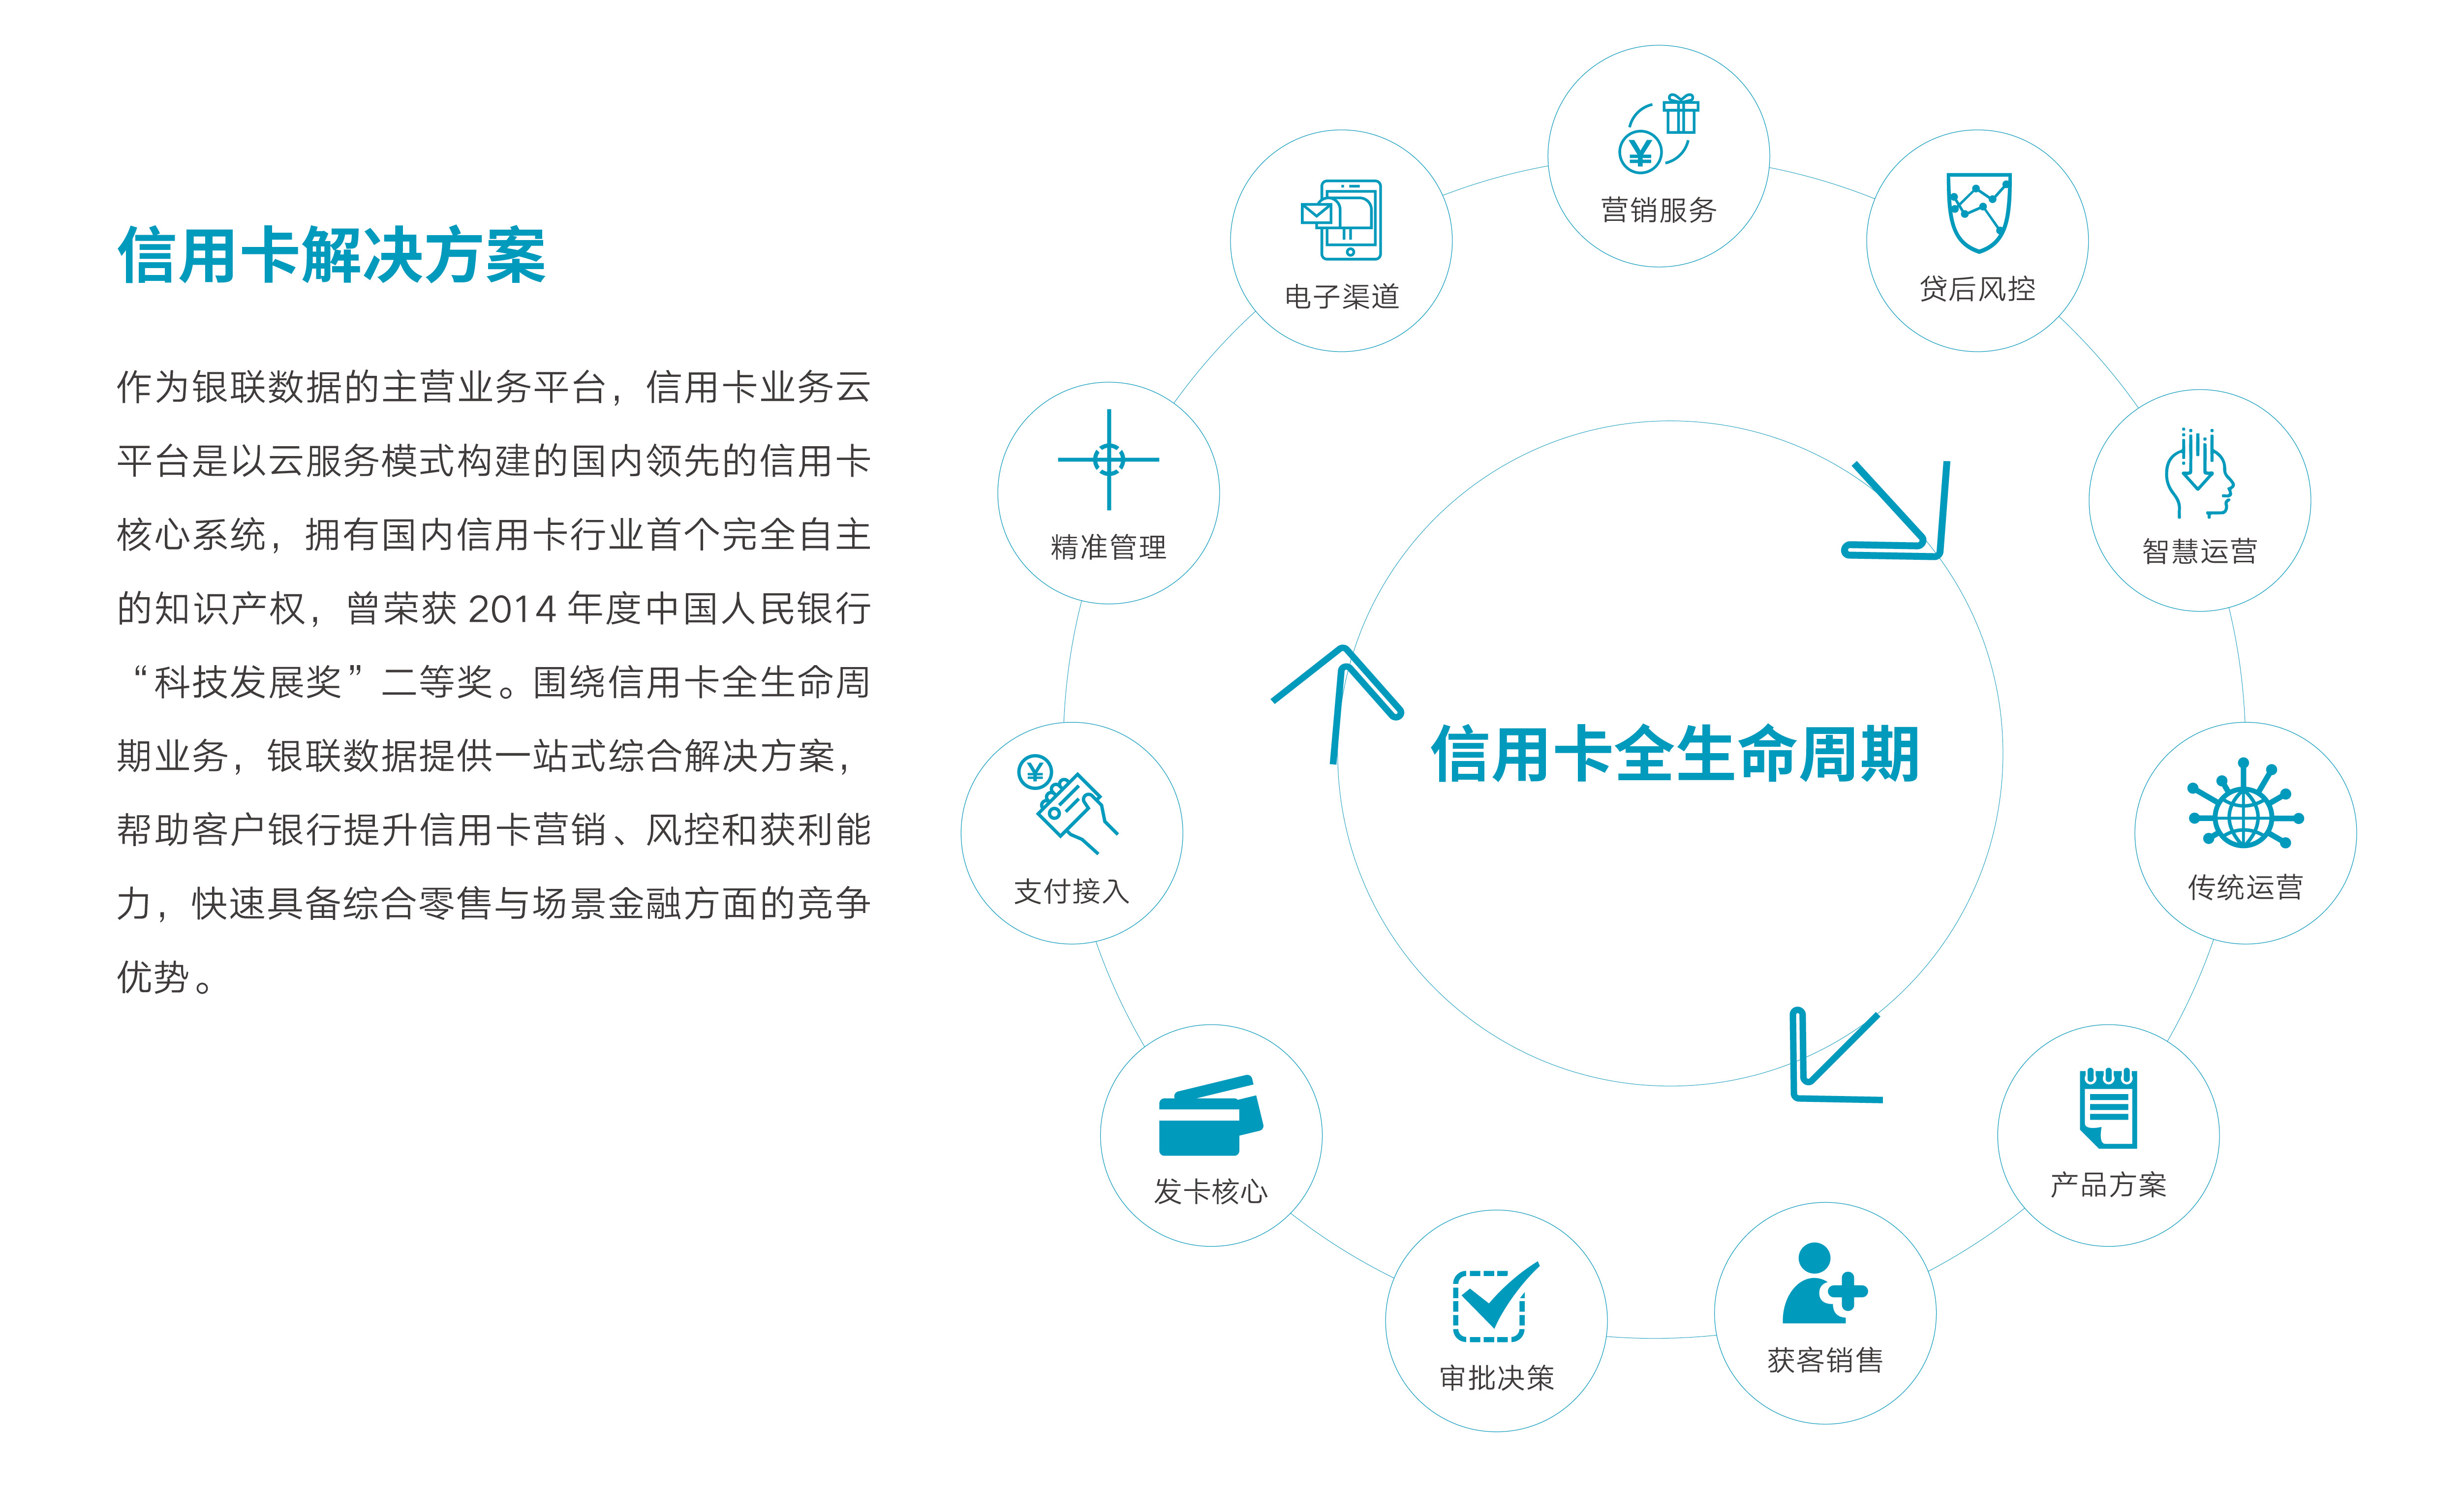 信用卡解决方案
作为银联数据的主营业务平台，信用卡业务云
平台是以云服务模式构建的国内领先的信用卡
核心系统，拥有国内信用卡行业首个完全自主
的知识产权，曾荣获 2014 年度中国人民银行
“科技发展奖”二等奖。围绕信用卡全生命周
期业务，银联数据提供一站式综合解决方案，
帮助客户银行提升信用卡营销、风控和获利能
力，快速具备综合零售与场景金融方面的竞争
优势。
信用卡全生命周期
营销服务
贷后风控
智慧运营
传统运营
产品方案
获客销售
审批决策
发卡核心
支付接入
精准管理
电子渠道